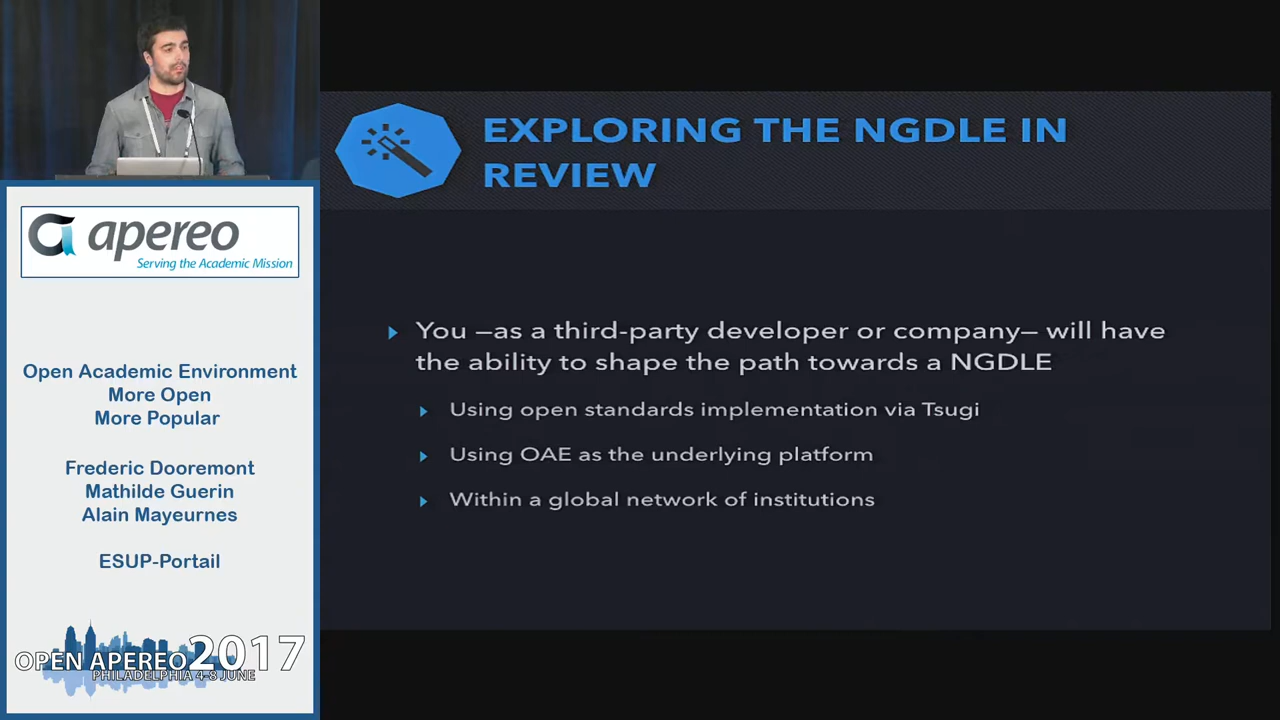 apereo
Serving the Academic Mission
Open Academic Environment
More Open
More Popular
Frederic Dooremont
Mathilde Guerin
Alain Mayeurnes
ESUP-Portail
OPEN APEREO 2017
PHILADELPHIA 4-8 JUNE
EXPLORING THE NGDLE IN
REVIEW
You —as a third-party developer or company— will have
the ability to shape the path towards a NGDLE
Using open standards implementation via Tsugi
Using OAE as the underlying platform
Within a global network of institutions